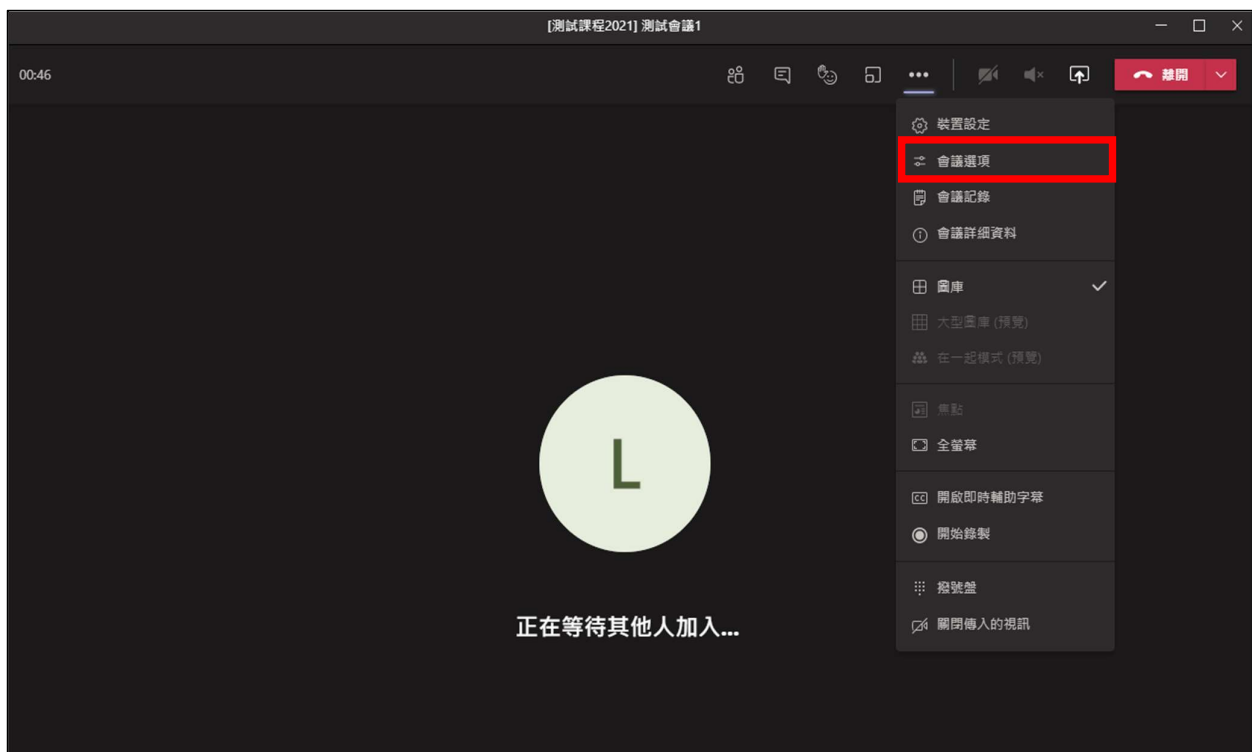 [測試課程2021] 測試會議1
00:46
離開
裝置設定
會議選項
會議記錄
會議詳細資料
圖庫
大型圖庫 (預覽)
在一起模式 (預覽)
焦點
全螢幕
CC 開啟即時輔助字幕
開始錄製
撥號盤
關閉傳入的視訊
L
正在等待其他人加入...